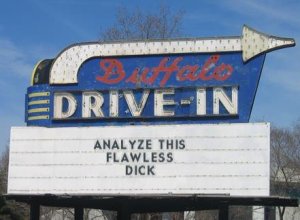 Buffalo
DRIVE-IN
ANALYZE THIS
FLAWLESS
DICK